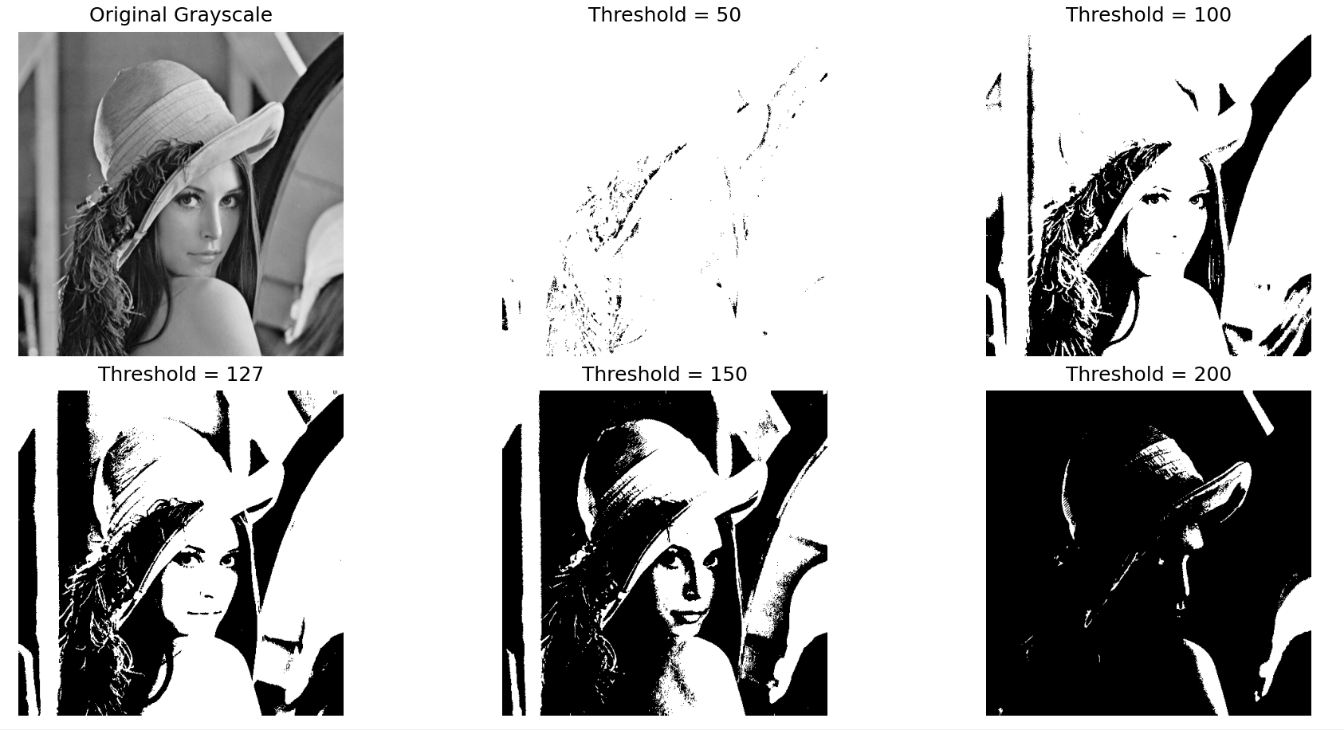 Original Grayscale
Threshold = 50
Threshold = 100
Threshold = 127
Threshold = 150
Threshold = 200